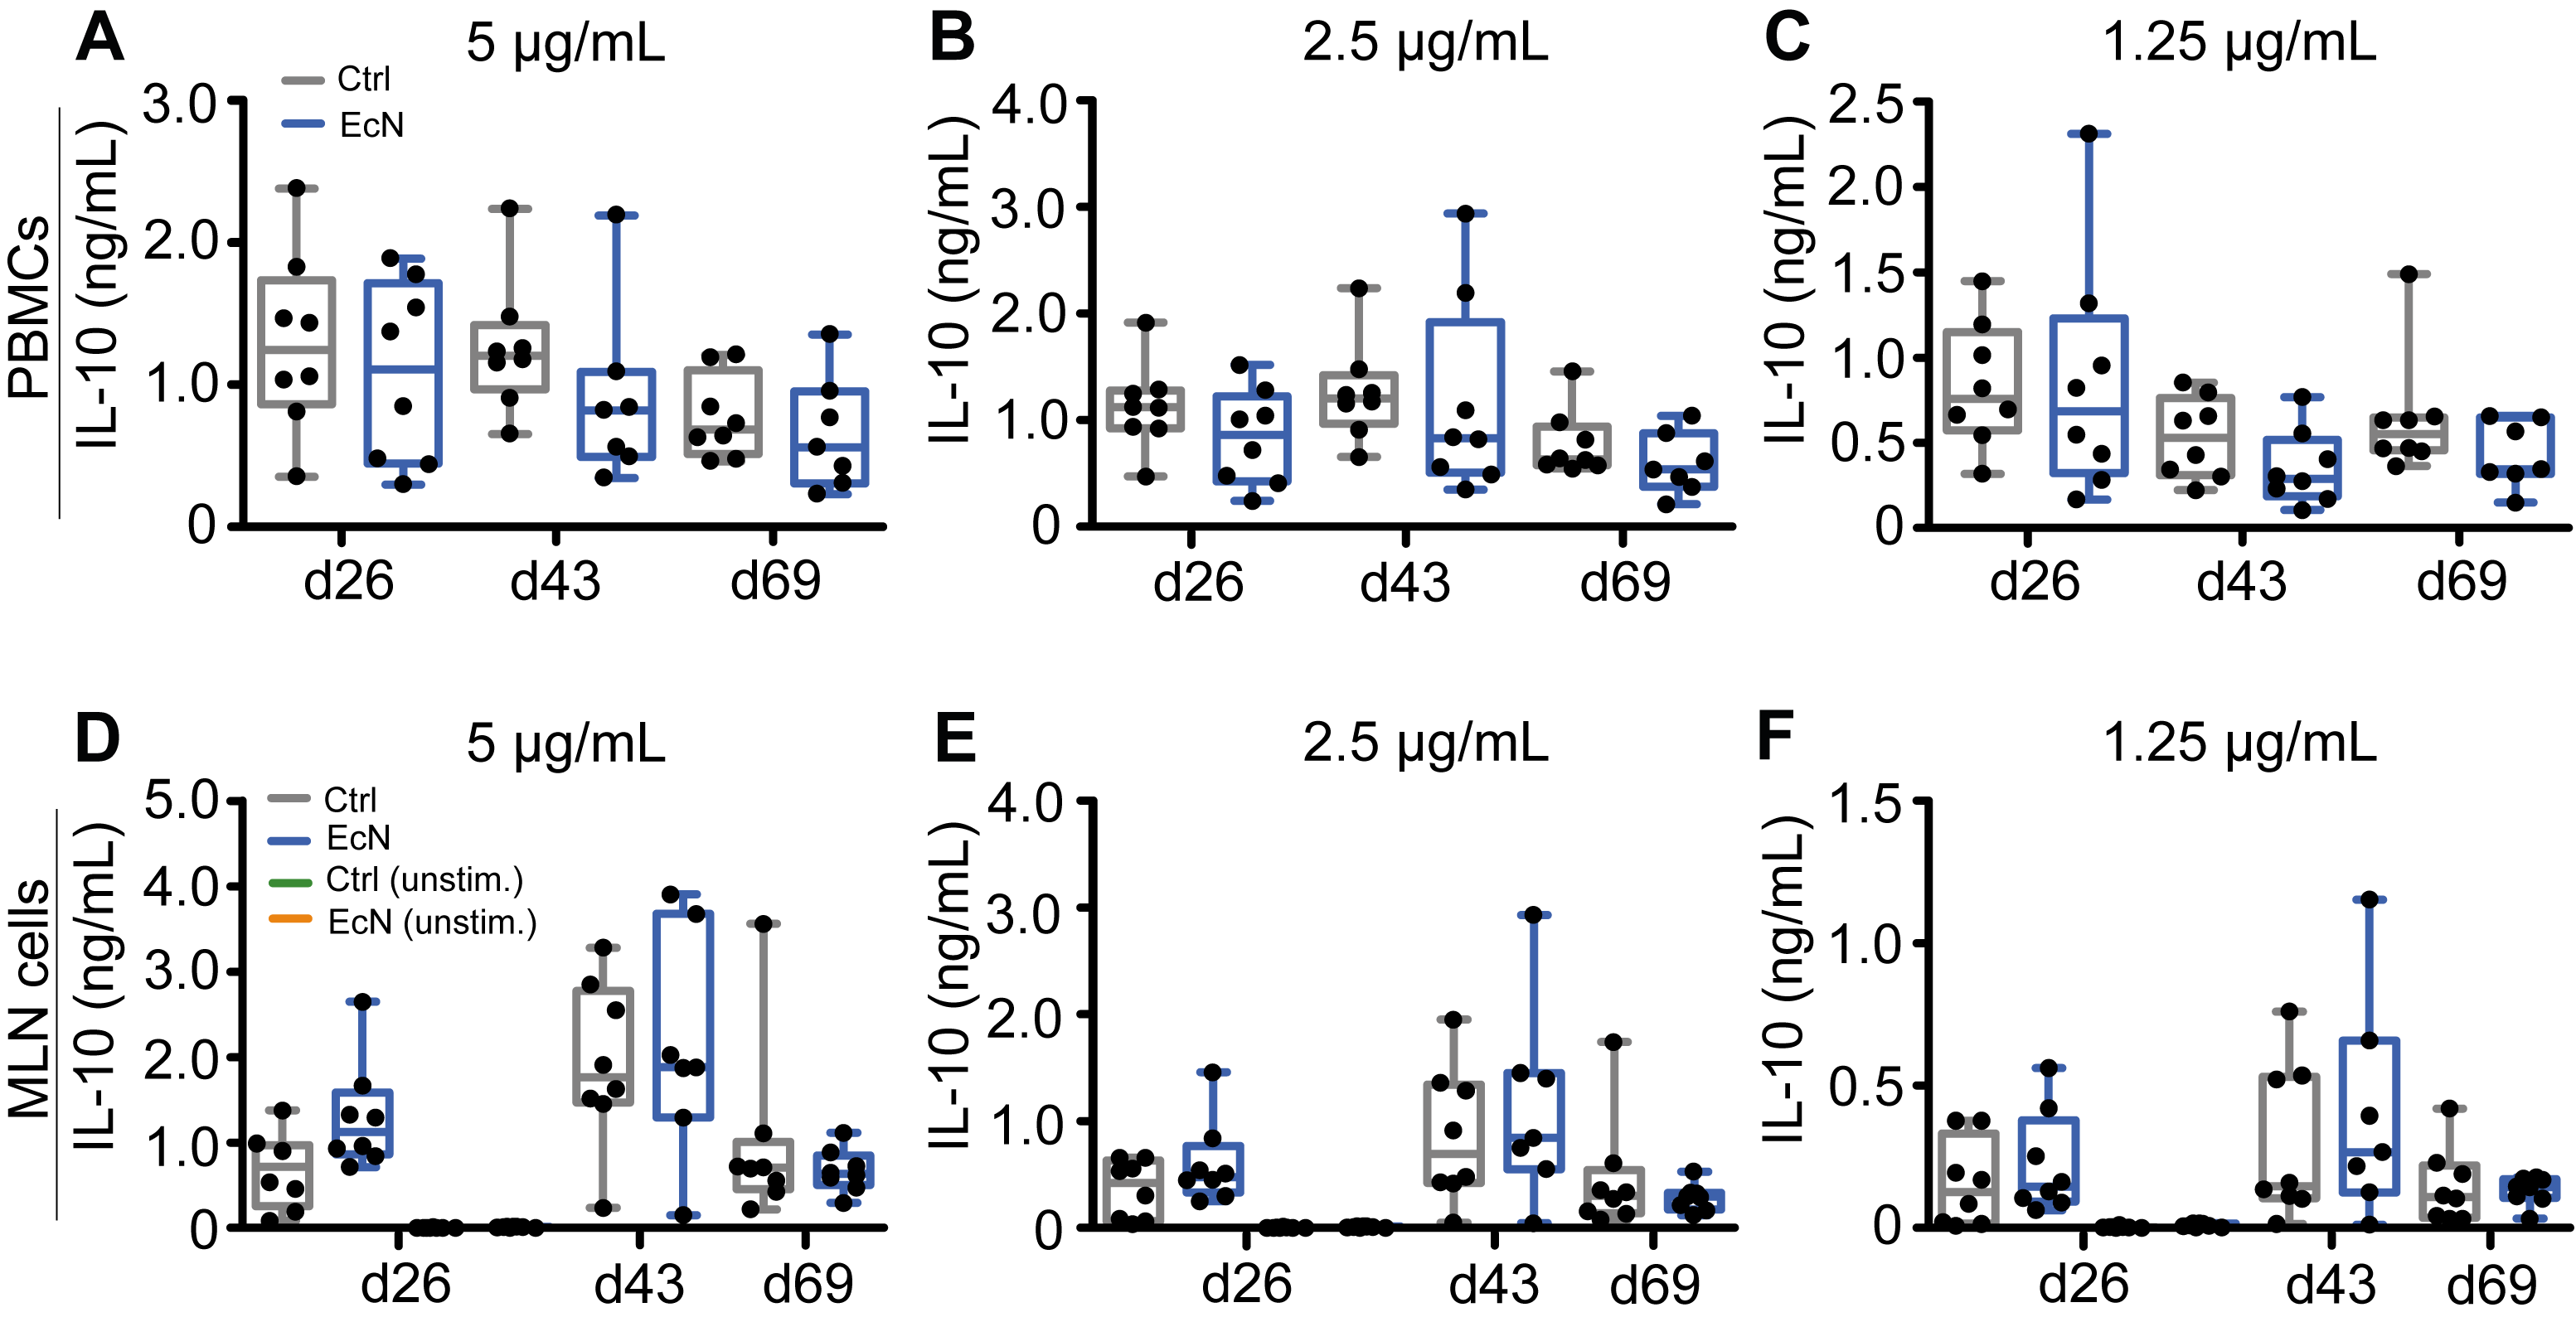 A
5 µg/mL
PBMCs
IL-10 (ng/mL)
Ctrl
EcN
3.0
2.0
1.0
0
d26
d43
d69
B
2.5 µg/mL
IL-10 (ng/mL)
4.0
3.0
2.0
1.0
0
d26
d43
d69
C
1.25 µg/mL
IL-10 (ng/mL)
2.5
2.0
1.5
1.0
0.5
0
d26
d43
d69
D
5 µg/mL
MLN cells
IL-10 (ng/mL)
Ctrl
EcN
Ctrl (unstim.)
EcN (unstim.)
5.0
4.0
3.0
2.0
1.0
0
d26
d43
d69
E
2.5 µg/mL
IL-10 (ng/mL)
4.0
3.0
2.0
1.0
0
d26
d43
d69
F
1.25 µg/mL
IL-10 (ng/mL)
1.5
1.0
0.5
0
d26
d43
d69